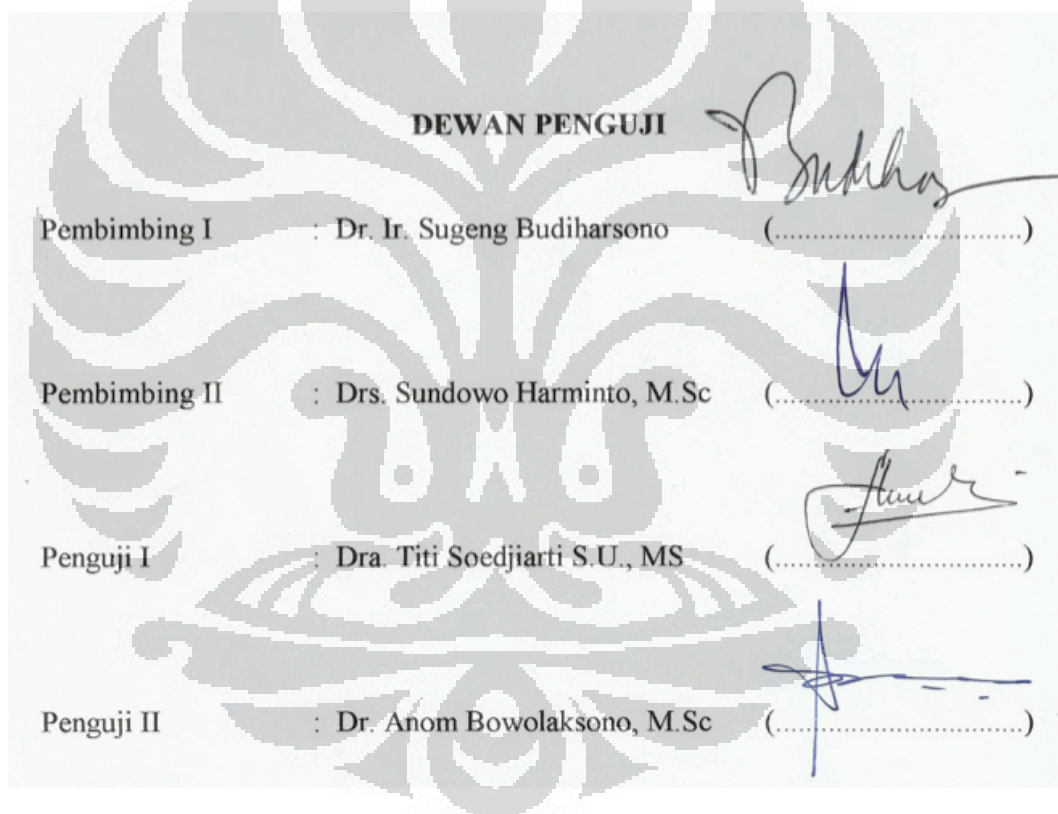 DEWAN PENGUJI
Pembimbing I : Dr. Ir. Sugeng Budiharsono (..............................)
Pembimbing II : Drs. Sundowo Harminto, M.Sc (..............................)
Penguji I : Dra. Titi Soedjiarti S.U., MS (..............................)
Penguji II : Dr. Anom Bowolaksono, M.Sc (..............................)